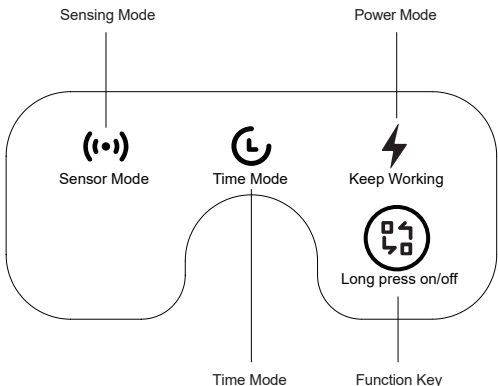 Sensing Mode
Power Mode
Sensor Mode
Time Mode
Keep Working
Long press on/off
Time Mode
Function Key